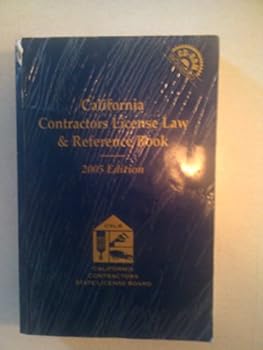 California
Contractors License Law
& Reference Book
2005 Edition
CSLB
CALIFORNIA
CONTRACTORS
STATE LICENSE BOARD